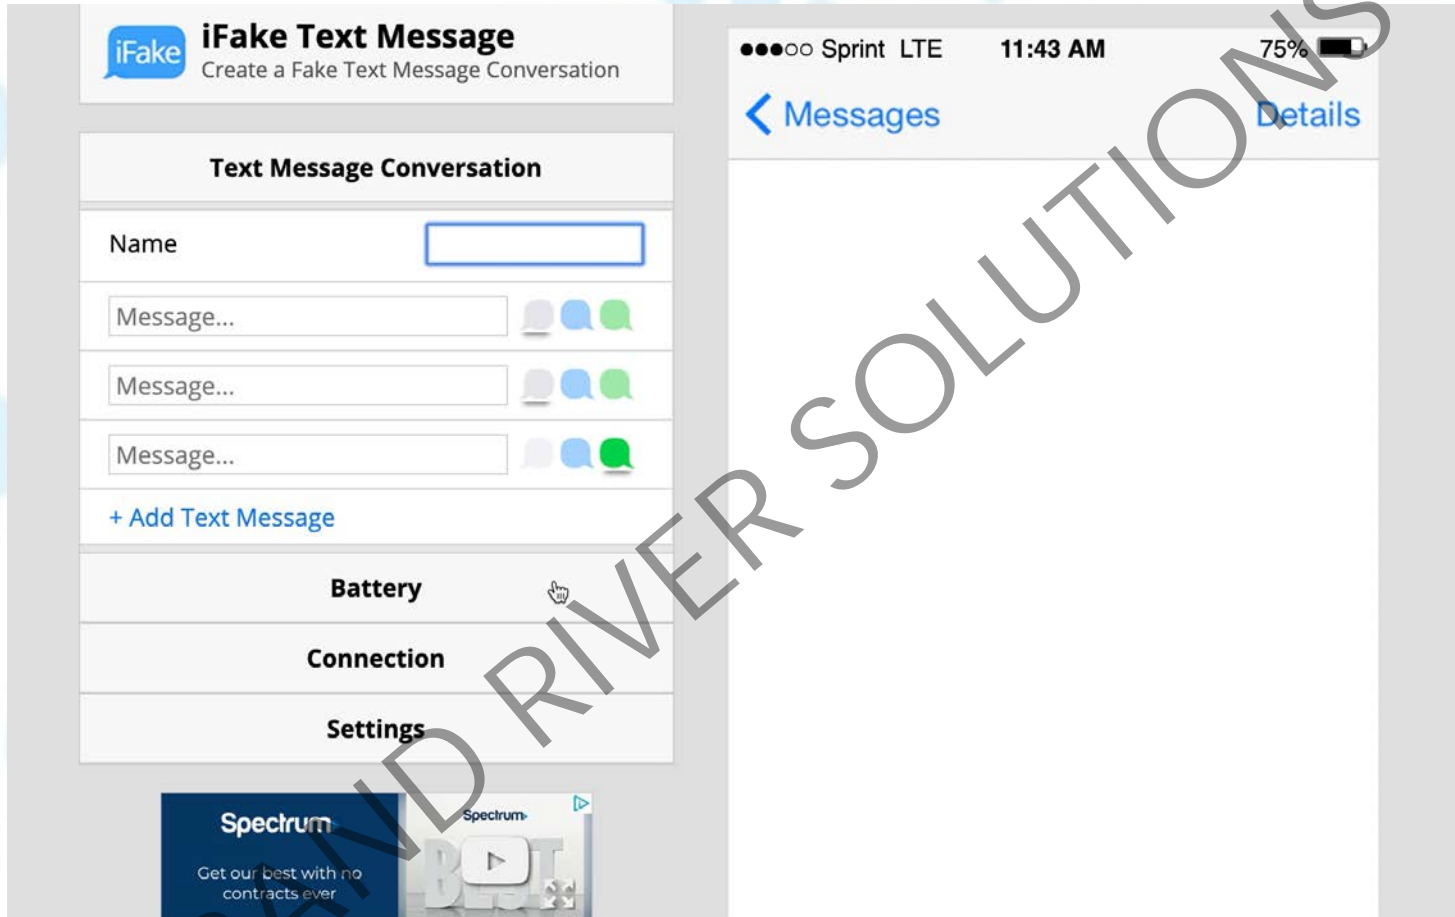 iFake
iFake Text Message
Create a Fake Text Message Conversation
Text Message Conversation
Name
Message...
Message...
Message...
+ Add Text Message
Battery
Connection
Settings
Spectrum
Get our best with no
contracts ever
Spectrum
BEST
Sprint LTE 11:43 AM 75%
Messages Details
AND RIVER SOLUTIONS